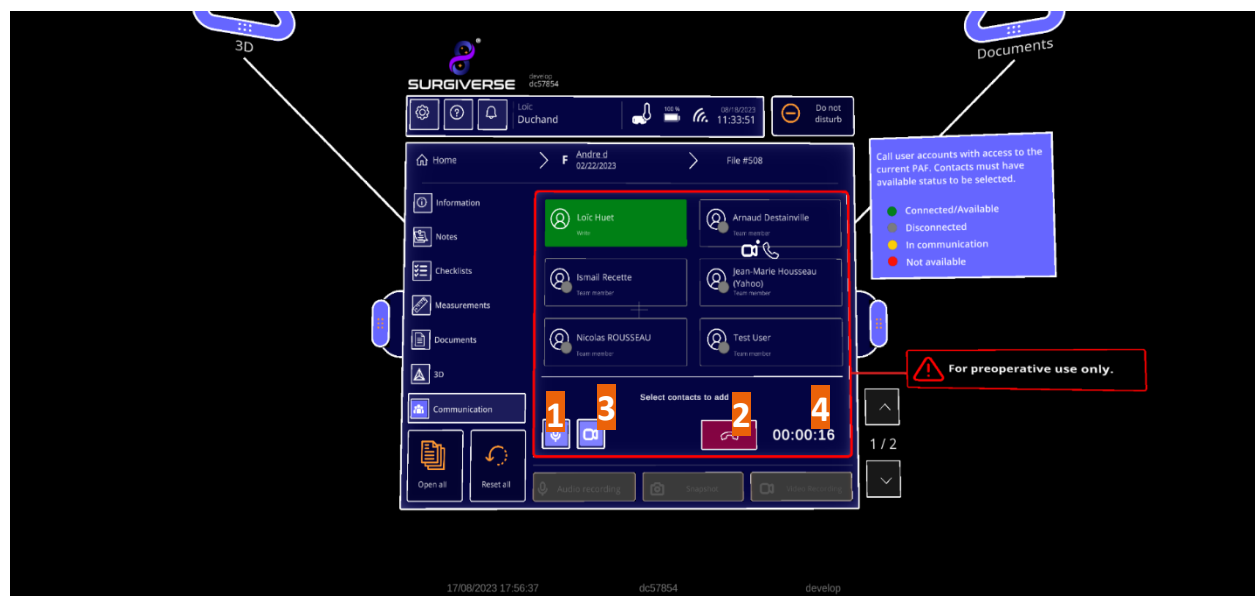 3D
Documents
SURGIVERSE
develop
dc57854
Loïc
Duchand
100 %
08/18/2023
11:33:51
Do not
disturb
Home
F
Andre d
02/22/2023
File #508
Call user accounts with access to the
current PAF. Contacts must have
available status to be selected.
Connected/Available
Disconnected
In communication
Not available
Information
Notes
Checklists
Measurements
Documents
3D
Communication
Open all
Reset all
Loïc Huet
Write
Arnaud Destainville
Team member
Ismail Recette
Team member
Jean-Marie Housseau
(Yahoo)
Team member
Nicolas ROUSSEAU
Team member
Test User
Team member
For preoperative use only.
Select contacts to add
1
3
2
4
00:00:16
1 / 2
Audio recording
Snapshot
Video Recording
17/08/2023 17:56:37
dc57854
develop